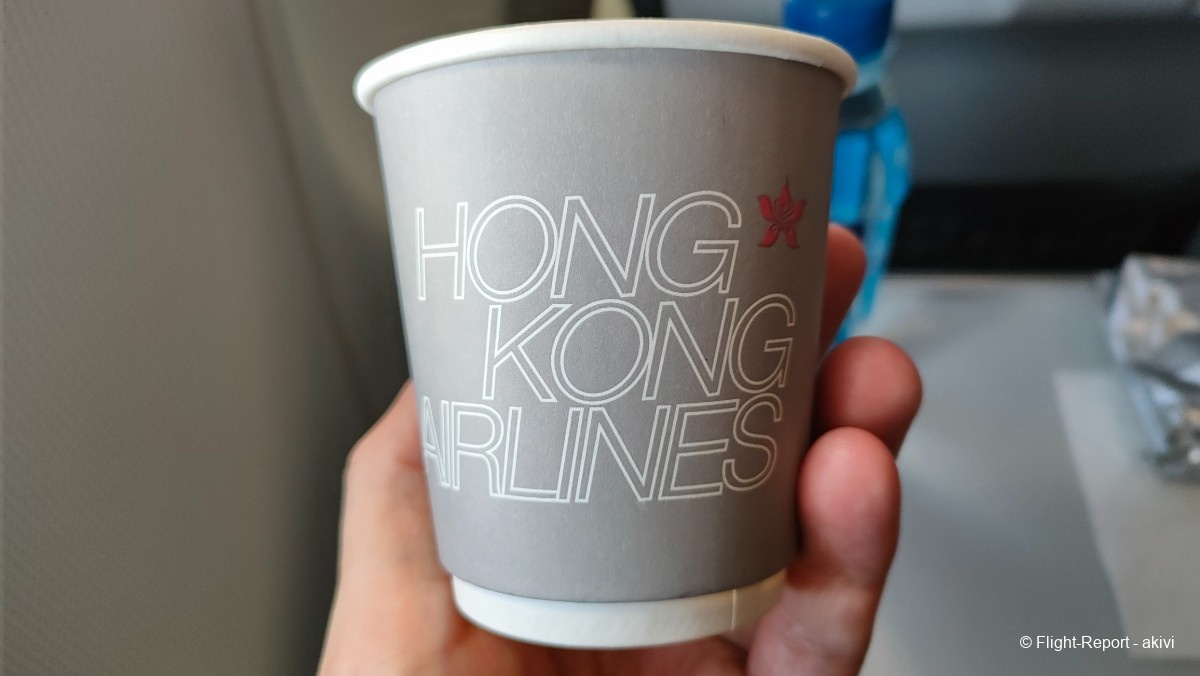 HONG
KONG
AIRLINES
© Flight-Report - akivi